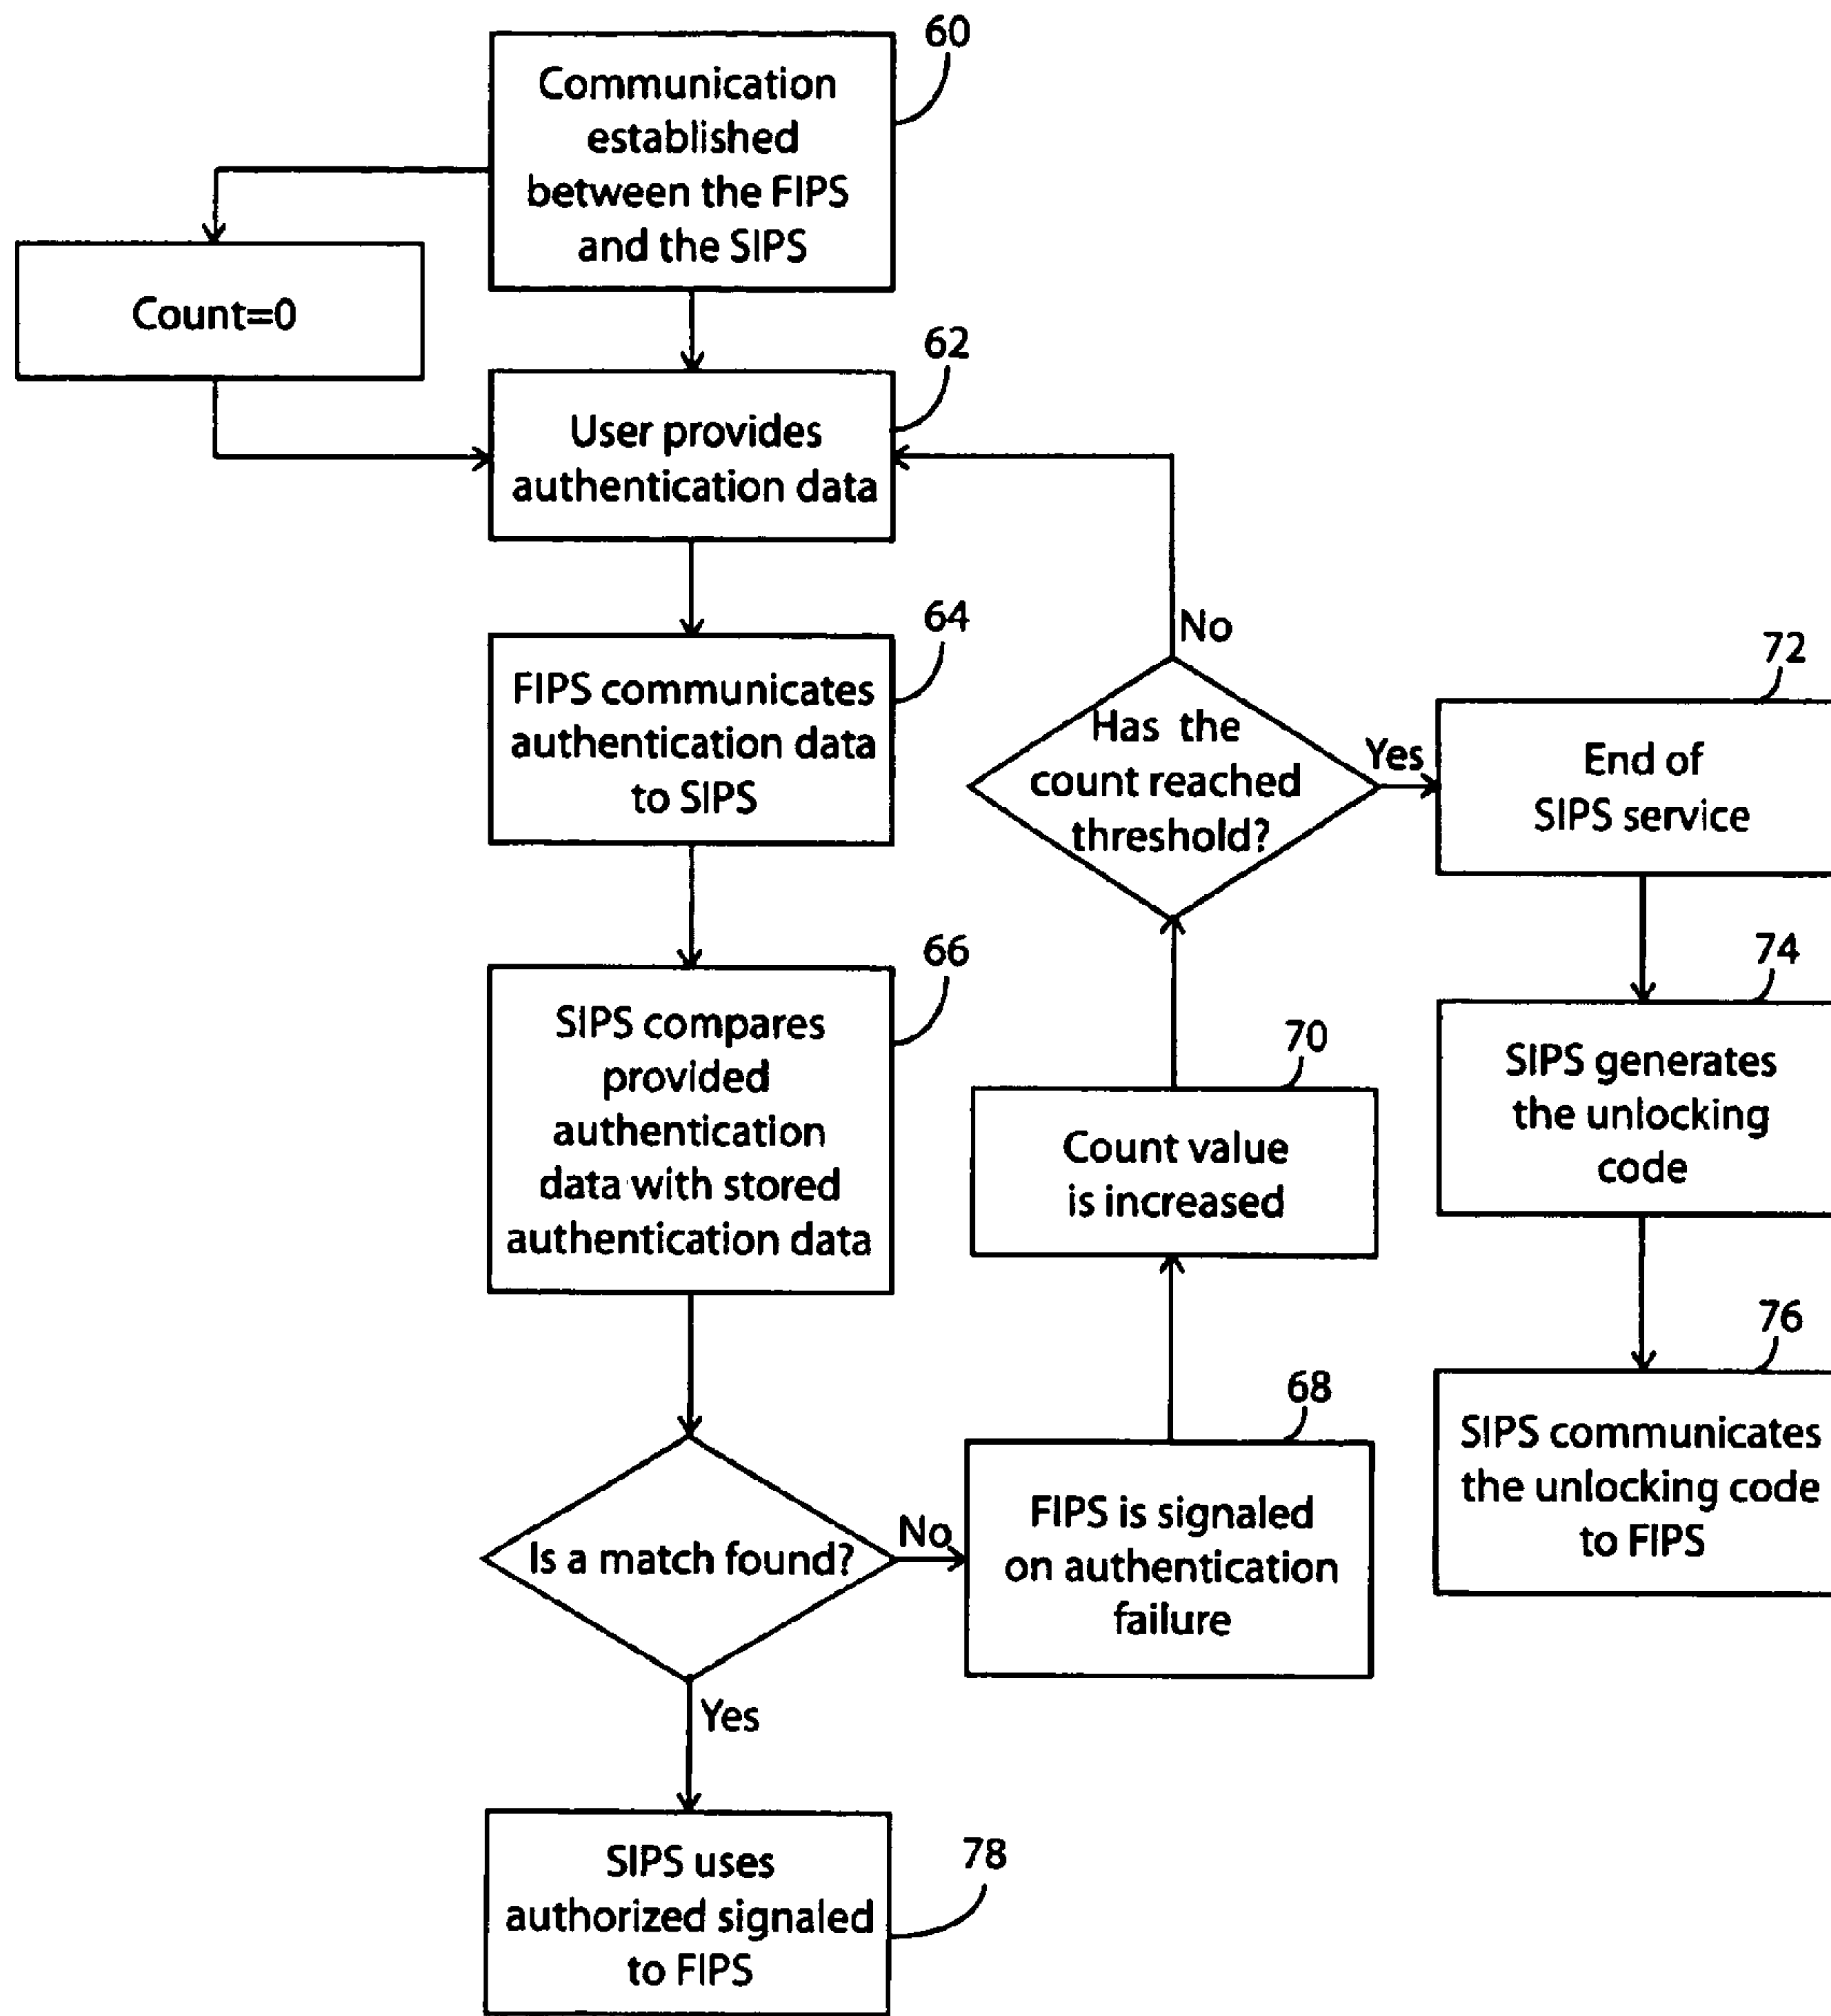 60
Communication
established
between the FIPS
and the SIPS
Count=0
62
User provides
authentication data
64
FIPS communicates
authentication data
to SIPS
66
SIPS compares
provided
authentication
data with stored
authentication data
Is a match found?
No
Yes
68
FIPS is signaled
on authentication
failure
70
Count value
is increased
Has the
count reached
threshold?
No
Yes
72
End of
SIPS service
74
SIPS generates
the unlocking
code
76
SIPS communicates
the unlocking code
to FIPS
SIPS uses
authorized signaled
to FIPS
78